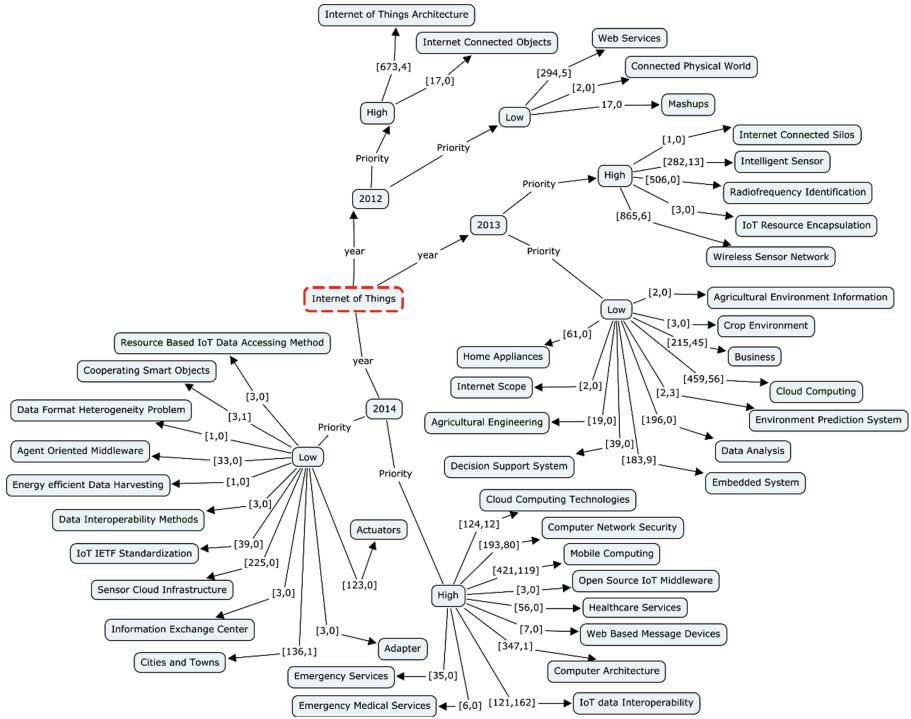 Internet of Things Architecture
Internet Connected Objects
[673,4]
[17,0]
High
Priority
2012
Web Services
Connected Physical World
Mashups
[294,5]
[2,0]
17,0
Low
Priority
year
Internet of Things
year
2013
Priority
High
Internet Connected Silos
[1,0]
Intelligent Sensor
[282,13]
Radiofrequency Identification
[506,0]
IoT Resource Encapsulation
[3,0]
Wireless Sensor Network
[865,6]
Priority
Low
Agricultural Environment Information
[2,0]
Crop Environment
[3,0]
Business
[215,45]
Cloud Computing
[459,56]
Environment Prediction System
[2,3]
Data Analysis
[196,0]
Embedded System
[183,9]
Home Appliances
[61,0]
Internet Scope
[2,0]
Agricultural Engineering
[19,0]
Decision Support System
[39,0]
year
2014
Priority
Low
Resource Based IoT Data Accessing Method
[3,0]
Cooperating Smart Objects
[3,1]
Data Format Heterogeneity Problem
[1,0]
Agent Oriented Middleware
[33,0]
Energy efficient Data Harvesting
[1,0]
Data Interoperability Methods
[3,0]
IoT IETF Standardization
[39,0]
Sensor Cloud Infrastructure
[225,0]
Information Exchange Center
[3,0]
Cities and Towns
[136,1]
Adapter
[3,0]
Actuators
[123,0]
Priority
High
Cloud Computing Technologies
[124,12]
Computer Network Security
[193,80]
Mobile Computing
[421,119]
Open Source IoT Middleware
[3,0]
Healthcare Services
[56,0]
Web Based Message Devices
[7,0]
Computer Architecture
[347,1]
IoT data Interoperability
[121,162]
Emergency Services
[35,0]
Emergency Medical Services
[6,0]